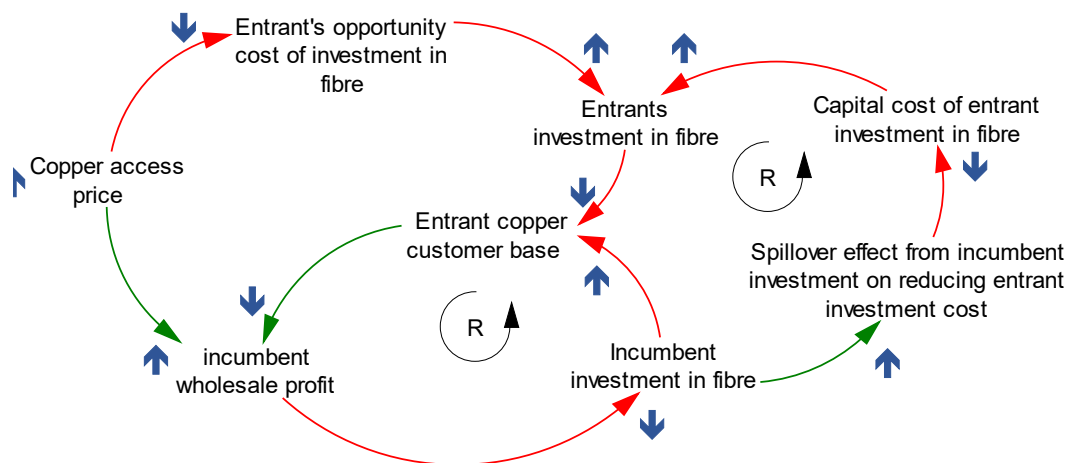 Entrant's opportunity
cost of investment in
fibre
Entrants
investment in fibre
Capital cost of entrant
investment in fibre
Copper access
price
R
Entrant copper
customer base
Spillover effect from incumbent
investment on reducing entrant
investment cost
R
incumbent
wholesale profit
Incumbent
investment in fibre